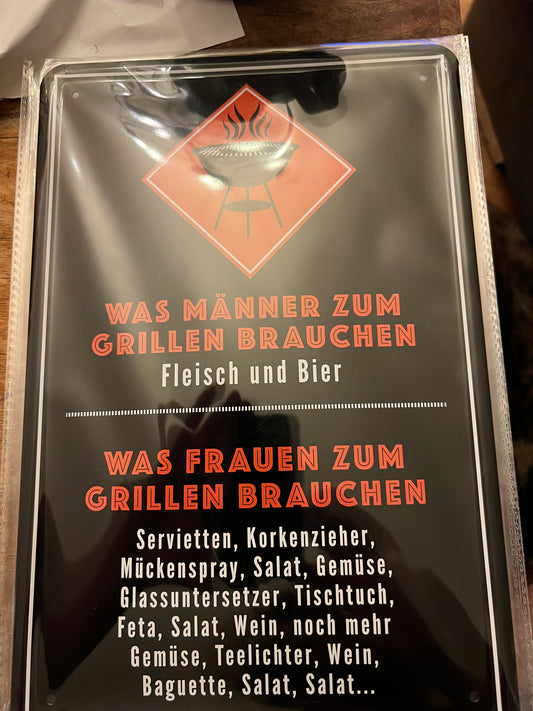 WAS MÄNNER ZUM
GRILLEN BRAUCHEN
Fleisch und Bier
WAS FRAUEN ZUM
GRILLEN BRAUCHEN
Servietten, Korkenzieher,
Mückenspray, Salat, Gemüse,
Glassuntersetzer, Tischtuch,
Feta, Salat, Wein, noch mehr
Gemüse, Teelichter, Wein,
Baguette, Salat, Salat...